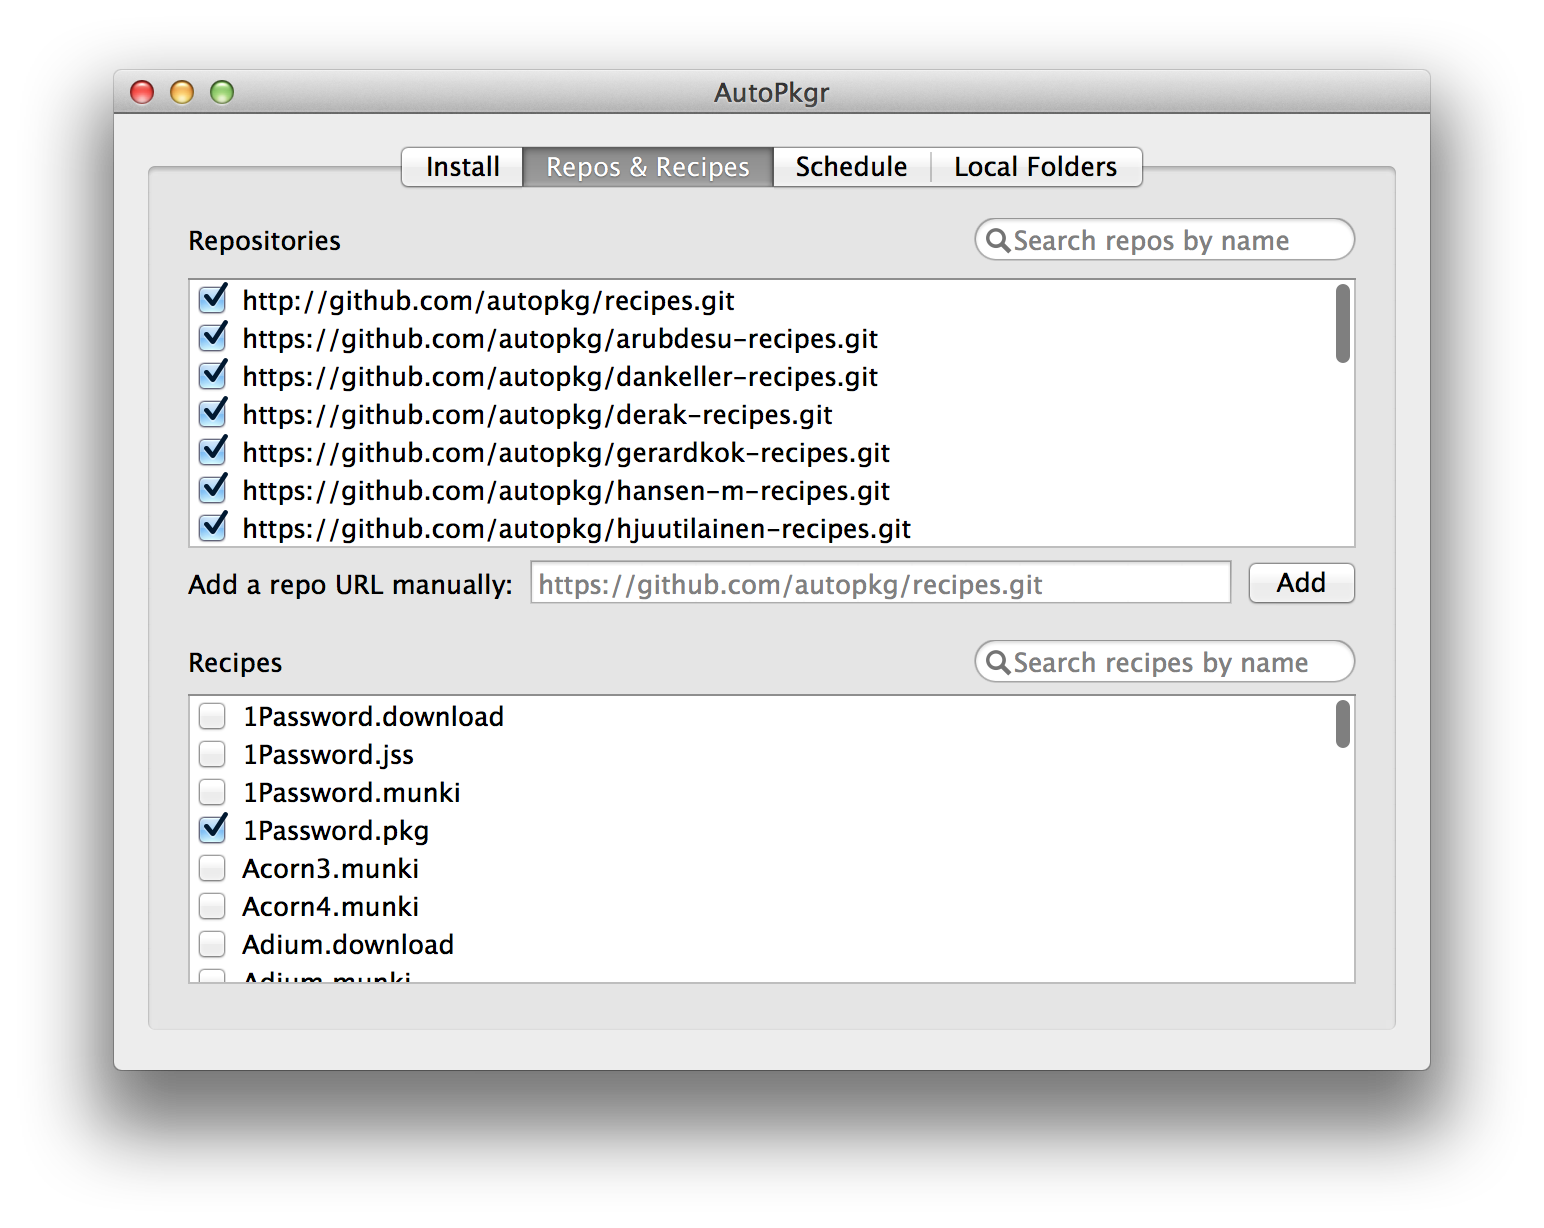 AutoPkgr
Install Repos & Recipes Schedule Local Folders
Repositories Search repos by name
http://github.com/autopkg/recipes.git
https://github.com/autopkg/arubdesu-recipes.git
https://github.com/autopkg/dankeller-recipes.git
https://github.com/autopkg/derak-recipes.git
https://github.com/autopkg/gerardkok-recipes.git
https://github.com/autopkg/hansen-m-recipes.git
https://github.com/autopkg/hjuutilainen-recipes.git
Add a repo URL manually: https://github.com/autopkg/recipes.git Add
Recipes Search recipes by name
1Password.download
1Password.jss
1Password.munki
1Password.pkg
Acorn3.munki
Acorn4.munki
Adium.download
Adium.munki